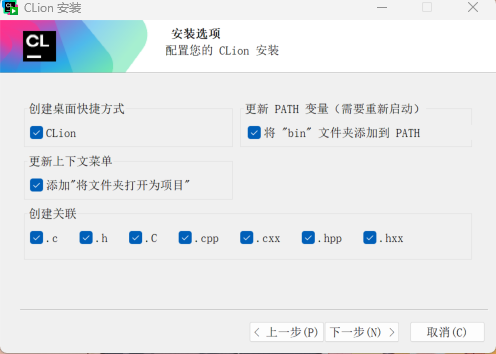 CLion 安装
CL
安装选项
配置您的 CLion 安装
创建桌面快捷方式
CLion
更新 PATH 变量（需要重新启动）
将 "bin" 文件夹添加到 PATH
更新上下文菜单
添加"将文件夹打开为项目"
创建关联
.c .h .C .cpp .cxx .hpp .hxx
< 上一步(P) 下一步(N) > 取消(C)